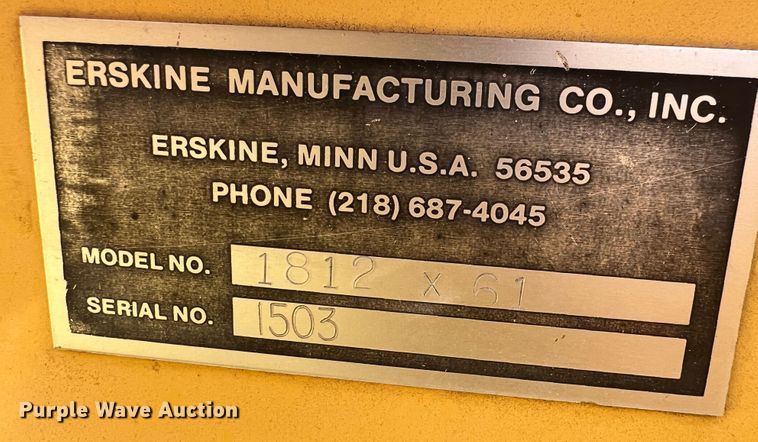 ERSKINE MANUFACTURING CO., INC.
ERSKINE, MINN U.S.A. 56535
PHONE (218) 687-4045
MODEL NO. 1812 X 61
SERIAL NO. 1503
Purple Wave Auction